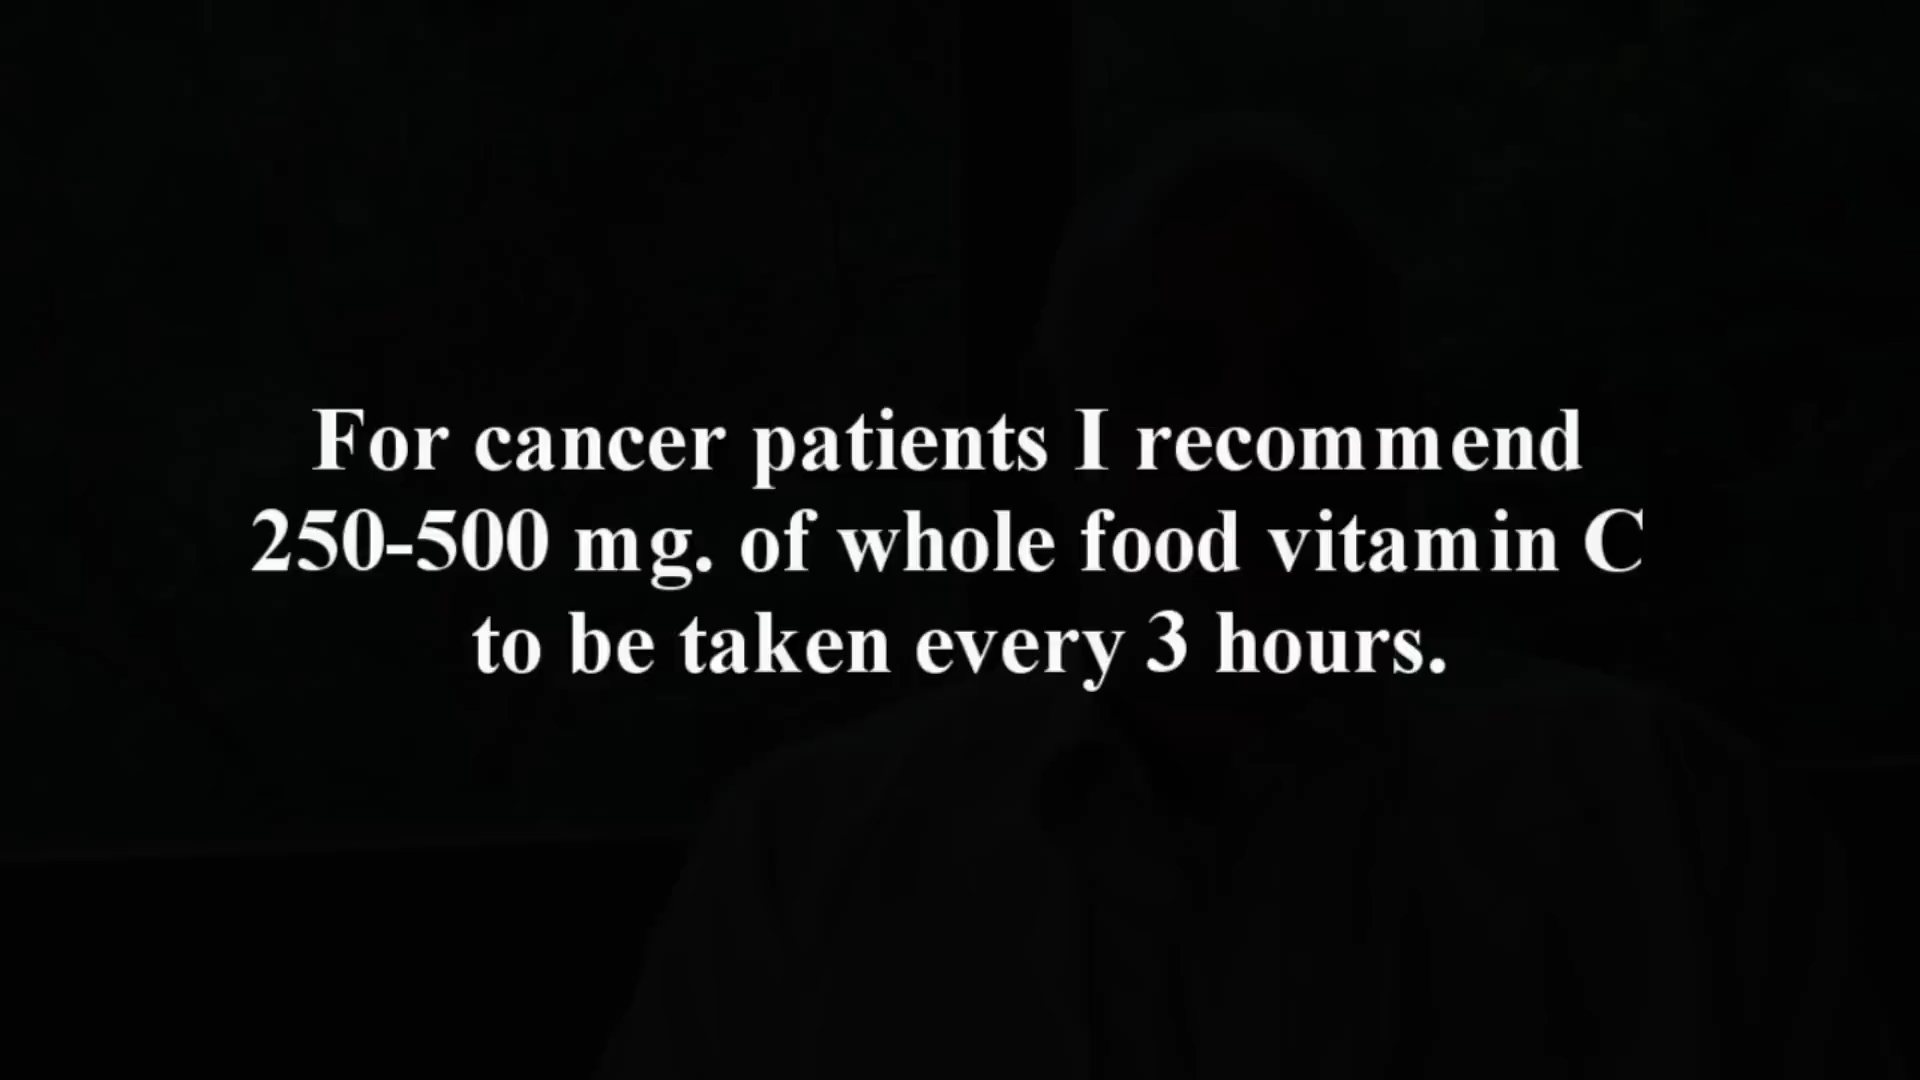 For cancer patients I recommend
250-500 mg. of whole food vitamin C
to be taken every 3 hours.